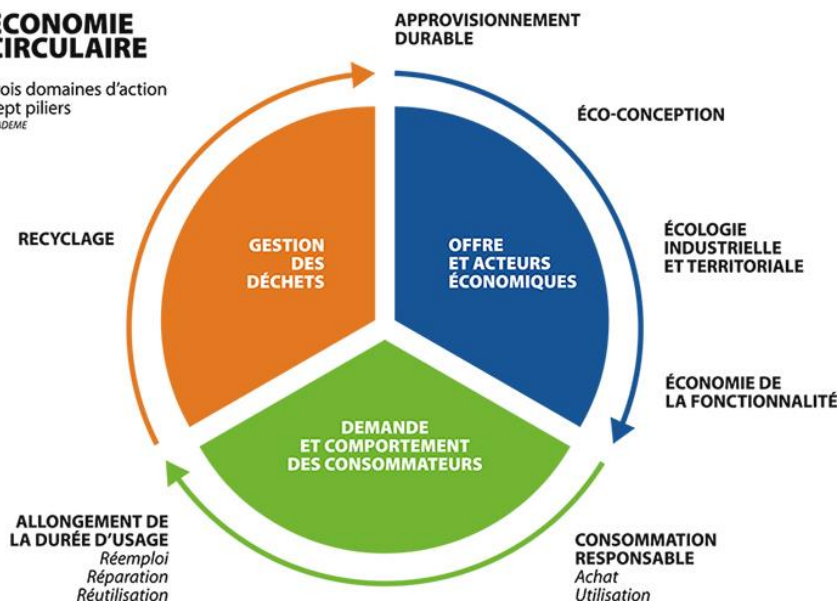 ÉCONOMIE
CIRCULAIRE
rois domaines d'action
ept piliers
ADEME
APPROVISIONNEMENT
DURABLE
ÉCO-CONCEPTION
ÉCOLOGIE
INDUSTRIELLE
ET TERRITORIALE
ÉCONOMIE DE
LA FONCTIONNALITÉ
CONSOMMATION
RESPONSABLE
Achat
Utilisation
ALLONGEMENT DE
LA DURÉE D'USAGE
Réemploi
Réparation
Réutilisation
RECYCLAGE
GESTION
DES
DÉCHETS
OFFRE
ET ACTEURS
ÉCONOMIQUES
DEMANDE
ET COMPORTEMENT
DES CONSOMMATEURS